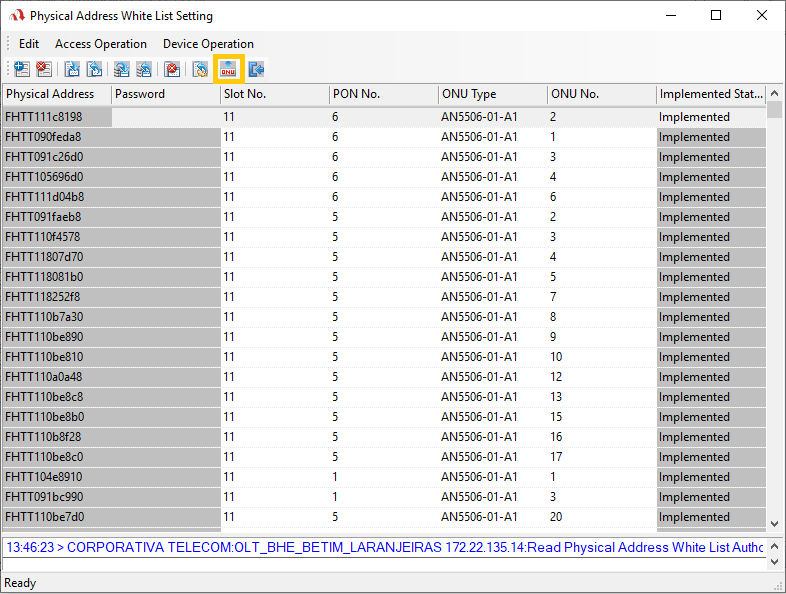 Physical Address White List Setting
Edit Access Operation Device Operation
ONU
Physical Address Password Slot No. PON No. ONU Type ONU No. Implemented Stat...
FHTT111c8198 11 6 AN5506-01-A1 2 Implemented
FHTT090feda8 11 6 AN5506-01-A1 1 Implemented
FHTT091c26d0 11 6 AN5506-01-A1 3 Implemented
FHTT105696d0 11 6 AN5506-01-A1 4 Implemented
FHTT111d04b8 11 6 AN5506-01-A1 6 Implemented
FHTT091faeb8 11 5 AN5506-01-A1 2 Implemented
FHTT110f4578 11 5 AN5506-01-A1 3 Implemented
FHTT11807d70 11 5 AN5506-01-A1 4 Implemented
FHTT118081b0 11 5 AN5506-01-A1 5 Implemented
FHTT118252f8 11 5 AN5506-01-A1 7 Implemented
FHTT110b7a30 11 5 AN5506-01-A1 8 Implemented
FHTT110be890 11 5 AN5506-01-A1 9 Implemented
FHTT110be810 11 5 AN5506-01-A1 10 Implemented
FHTT110a0a48 11 5 AN5506-01-A1 12 Implemented
FHTT110be8c8 11 5 AN5506-01-A1 13 Implemented
FHTT110be8b0 11 5 AN5506-01-A1 15 Implemented
FHTT110b8f28 11 5 AN5506-01-A1 16 Implemented
FHTT110be8c0 11 5 AN5506-01-A1 17 Implemented
FHTT104e8910 11 1 AN5506-01-A1 1 Implemented
FHTT091bc990 11 1 AN5506-01-A1 3 Implemented
FHTT110be7d0 11 5 AN5506-01-A1 20 Implemented
13:46:23 > CORPORATIVA TELECOM:OLT_BHE_BETIM_LARANJEIRAS 172.22.135.14:Read Physical Address White List Autho
Ready